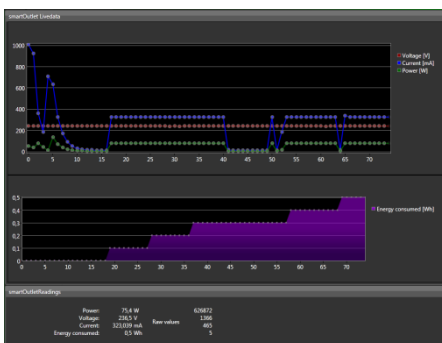 smartOutlet Livedata
1000
800
600
400
200
0
0 5 10 15 20 25 30 35 40 45 50 55 60 65 70
Voltage [V]
Current [mA]
Power [W]
0,5
0,4
0,3
0,2
0,1
0
0 5 10 15 20 25 30 35 40 45 50 55 60 65 70
Energy consumed [Wh]
smartOutletReadings
Power: 75,4 W 626872
Voltage: 236,5 V Raw values 1366
Current: 323,039 mA 465
Energy consumed: 0,5 Wh 5